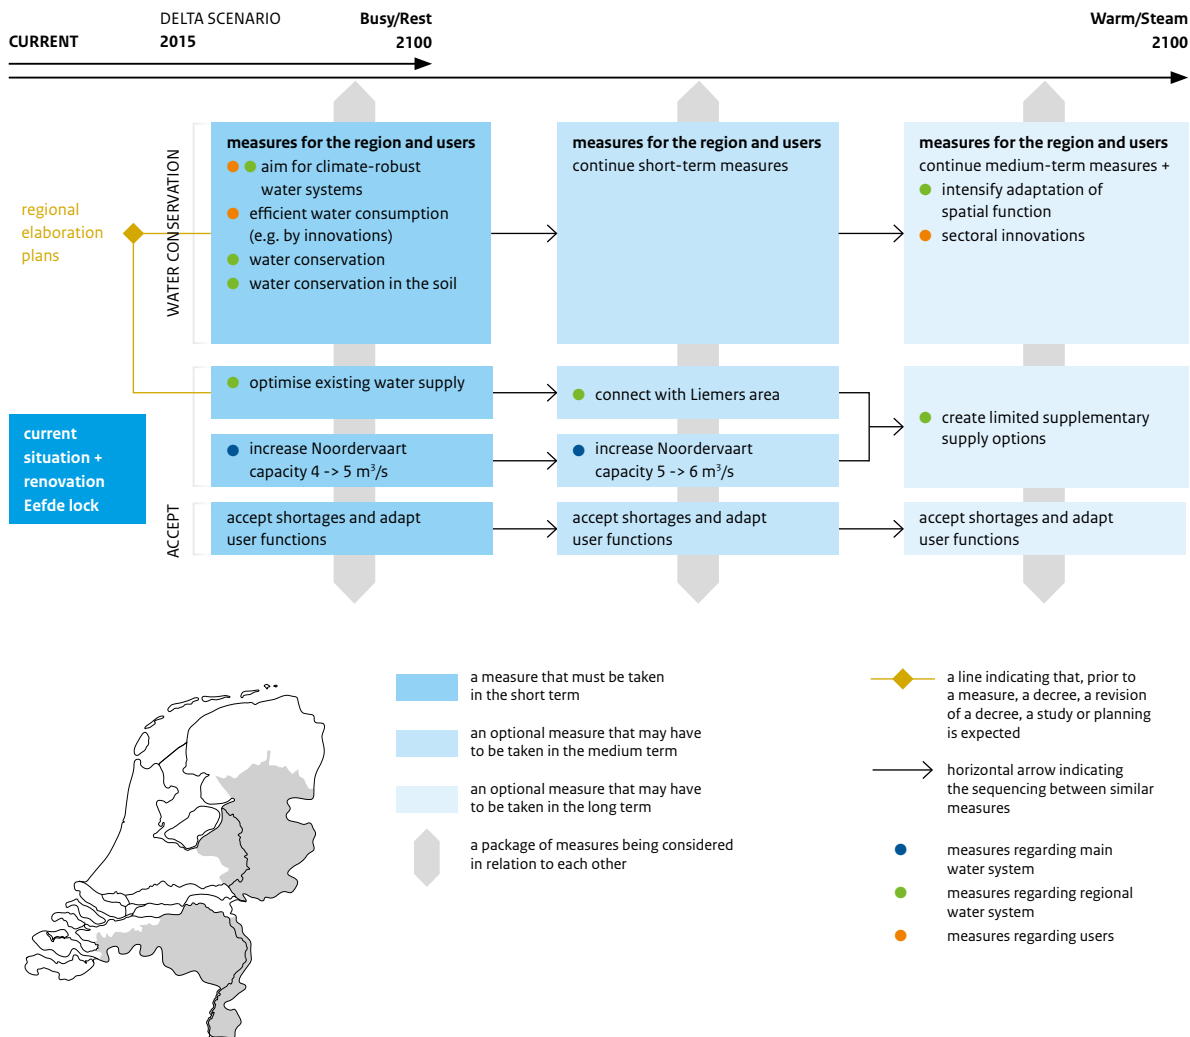 DELTA SCENARIO
Busy/Rest
Warm/Steam
CURRENT
2015
2100
2100
regional
elaboration
plans
WATER CONSERVATION
measures for the region and users
aim for climate-robust
water systems
efficient water consumption
(e.g. by innovations)
water conservation
water conservation in the soil
measures for the region and users
continue short-term measures
measures for the region and users
continue medium-term measures +
intensify adaptation of
spatial function
sectoral innovations
optimise existing water supply
connect with Liemers area
create limited supplementary
supply options
current
situation +
renovation
Eefde lock
increase Noordervaart
capacity 4 -> 5 m³/s
increase Noordervaart
capacity 5 -> 6 m³/s
ACCEPT
accept shortages and adapt
user functions
accept shortages and adapt
user functions
accept shortages and adapt
user functions
a measure that must be taken
in the short term
an optional measure that may have
to be taken in the medium term
an optional measure that may have
to be taken in the long term
a package of measures being considered
in relation to each other
a line indicating that, prior to
a measure, a decree, a revision
of a decree, a study or planning
is expected
horizontal arrow indicating
the sequencing between similar
measures
measures regarding main
water system
measures regarding regional
water system
measures regarding users